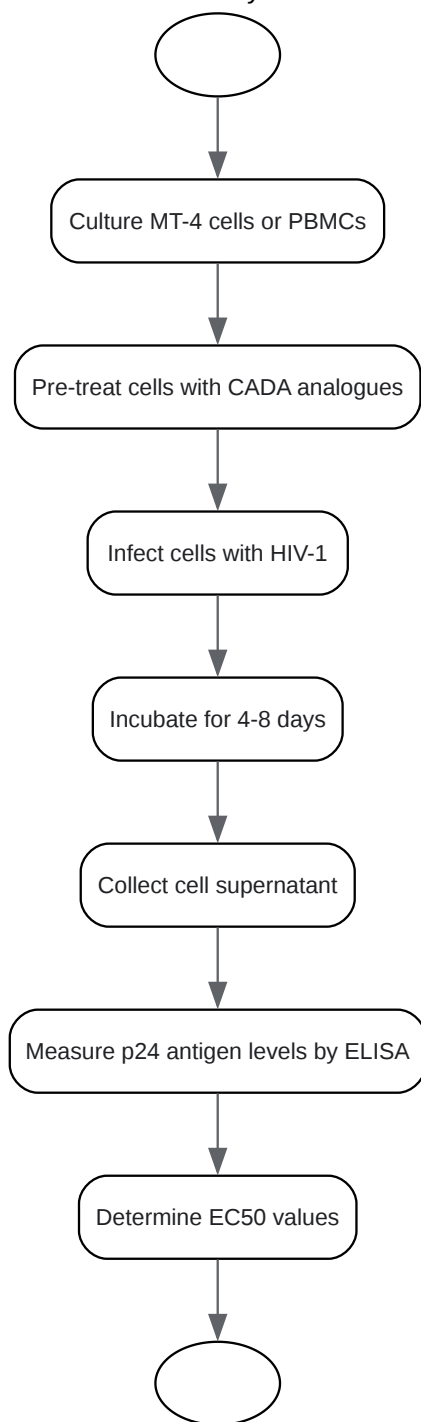 Culture MT-4 cells or PBMCs
Pre-treat cells with CADA analogues
Infect cells with HIV-1
Incubate for 4-8 days
Collect cell supernatant
Measure p24 antigen levels by ELISA
Determine EC50 values